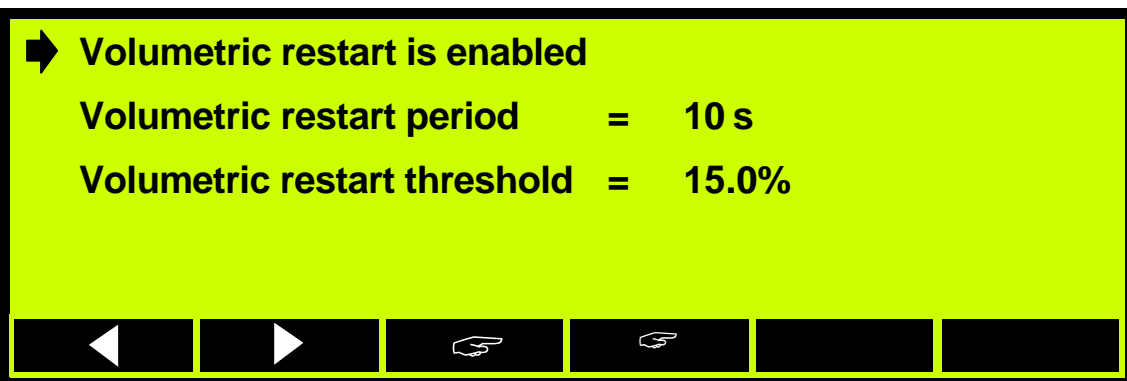 Volumetric restart is enabled
Volumetric restart period = 10 s
Volumetric restart threshold = 15.0%